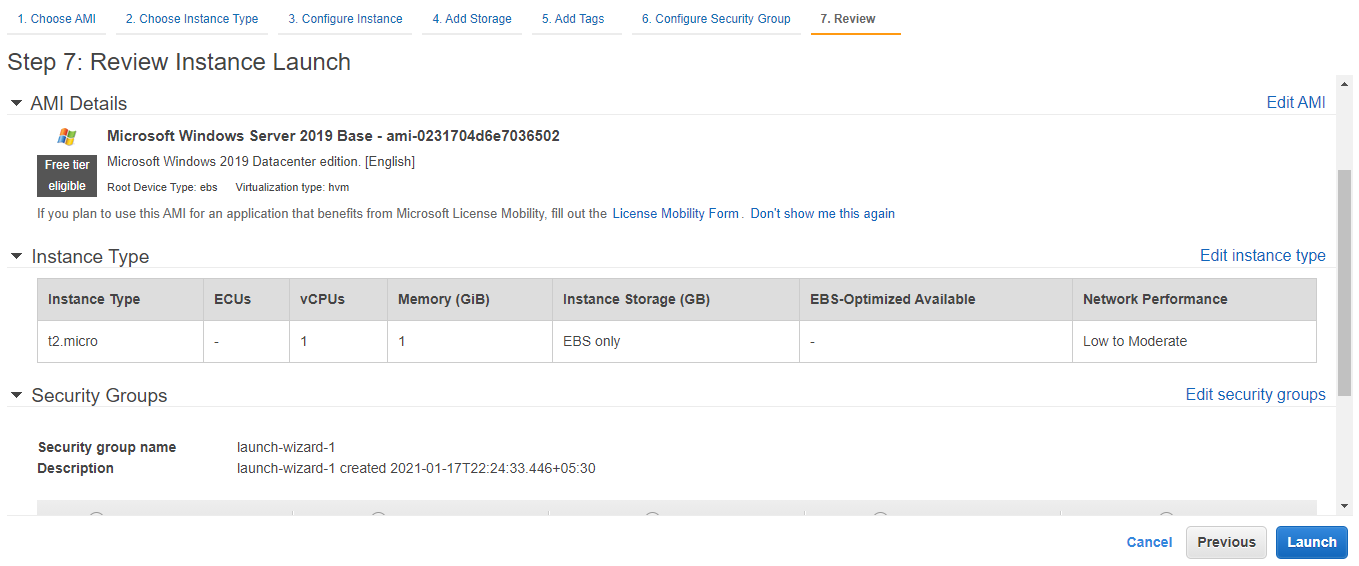 1. Choose AMI 2. Choose Instance Type 3. Configure Instance 4. Add Storage 5. Add Tags 6. Configure Security Group 7. Review
Step 7: Review Instance Launch
AMI Details Edit AMI
Microsoft Windows Server 2019 Base - ami-0231704d6e7036502
Free tier eligible
Microsoft Windows 2019 Datacenter edition. [English]
Root Device Type: ebs Virtualization type: hvm
If you plan to use this AMI for an application that benefits from Microsoft License Mobility, fill out the License Mobility Form . Don't show me this again
Instance Type Edit instance type
Instance Type ECUs vCPUs Memory (GiB) Instance Storage (GB) EBS-Optimized Available Network Performance
t2.micro - 1 1 EBS only - Low to Moderate
Security Groups Edit security groups
Security group name launch-wizard-1
Description launch-wizard-1 created 2021-01-17T22:24:33.446+05:30
Cancel Previous Launch